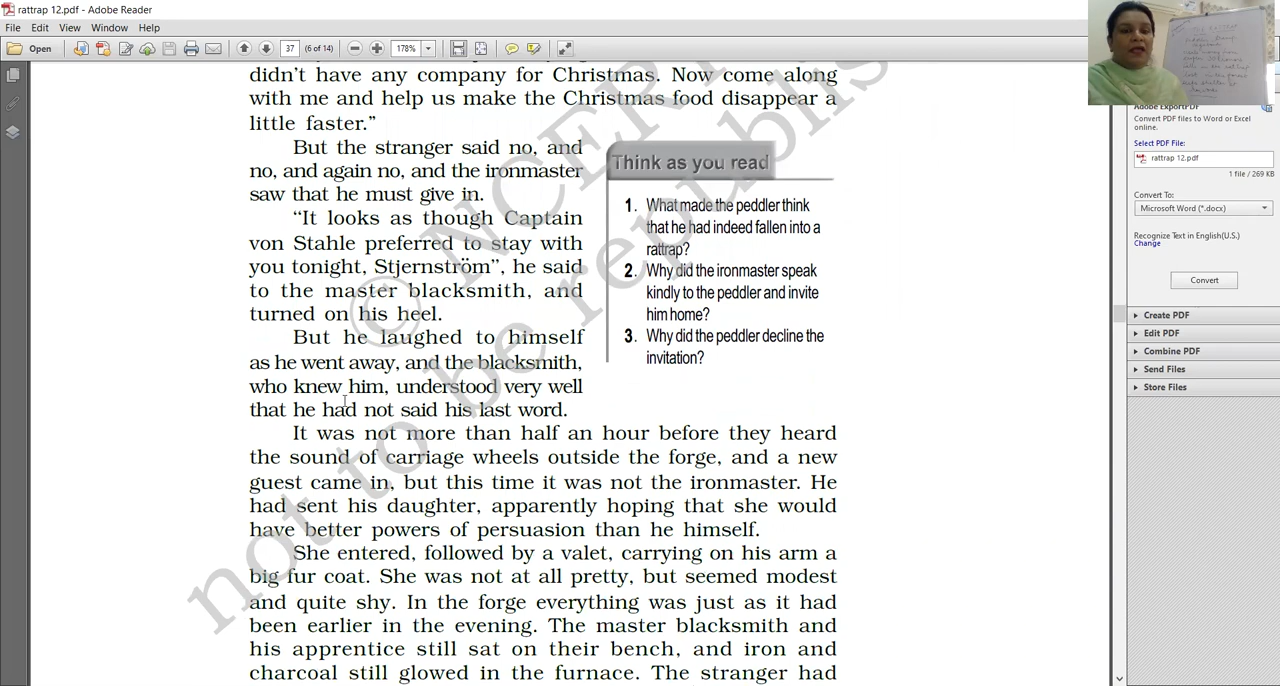 rattrap 12.pdf - Adobe Reader
File Edit View Window Help
Open 37 (6 of 14) 178%
didn't have any company for Christmas. Now come along
with me and help us make the Christmas food disappear a
little faster.”
But the stranger said no, and
no, and again no, and the ironmaster
saw that he must give in.
“It looks as though Captain
von Stahle preferred to stay with
you tonight, Stjernström”, he said
to the master blacksmith, and
turned on his heel.
But he laughed to himself
as he went away, and the blacksmith,
who knew him, understood very well
that he had not said his last word.
Think as you read
1. What made the peddler think
that he had indeed fallen into a
rattrap?
2. Why did the ironmaster speak
kindly to the peddler and invite
him home?
3. Why did the peddler decline the
invitation?
It was not more than half an hour before they heard
the sound of carriage wheels outside the forge, and a new
guest came in, but this time it was not the ironmaster. He
had sent his daughter, apparently hoping that she would
have better powers of persuasion than he himself.
She entered, followed by a valet, carrying on his arm a
big fur coat. She was not at all pretty, but seemed modest
and quite shy. In the forge everything was just as it had
been earlier in the evening. The master blacksmith and
his apprentice still sat on their bench, and iron and
charcoal still glowed in the furnace. The stranger had
© NCERT
not to be republis
Adobe ExportPDF
Convert PDF files to Word or Excel
online.
Select PDF File:
rattrap 12.pdf
1 file / 269 KB
Convert To:
Microsoft Word (*.docx)
Recognize Text in English(U.S.)
Change
Convert
Create PDF
Edit PDF
Combine PDF
Send Files
Store Files